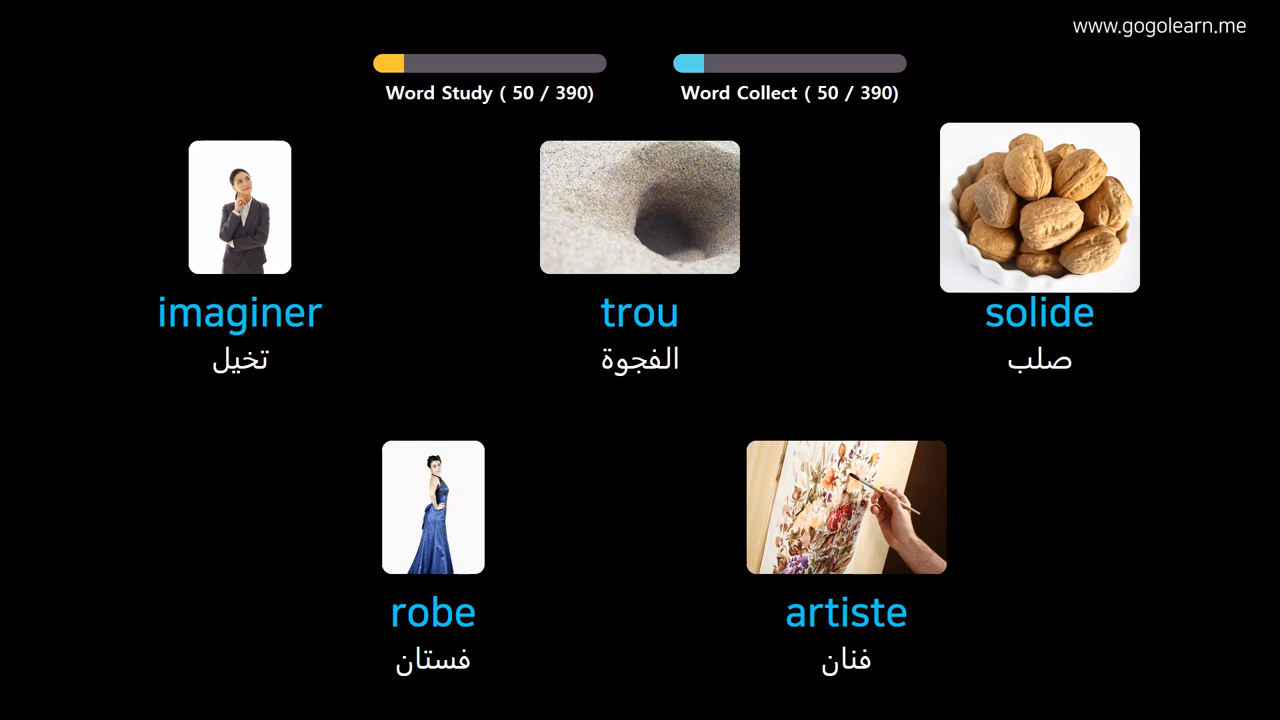 www.gogolearn.me
Word Study ( 50 / 390)
Word Collect ( 50 / 390)
imaginer
تخيل
trou
الفجوة
solide
صلب
robe
فستان
artiste
فنان